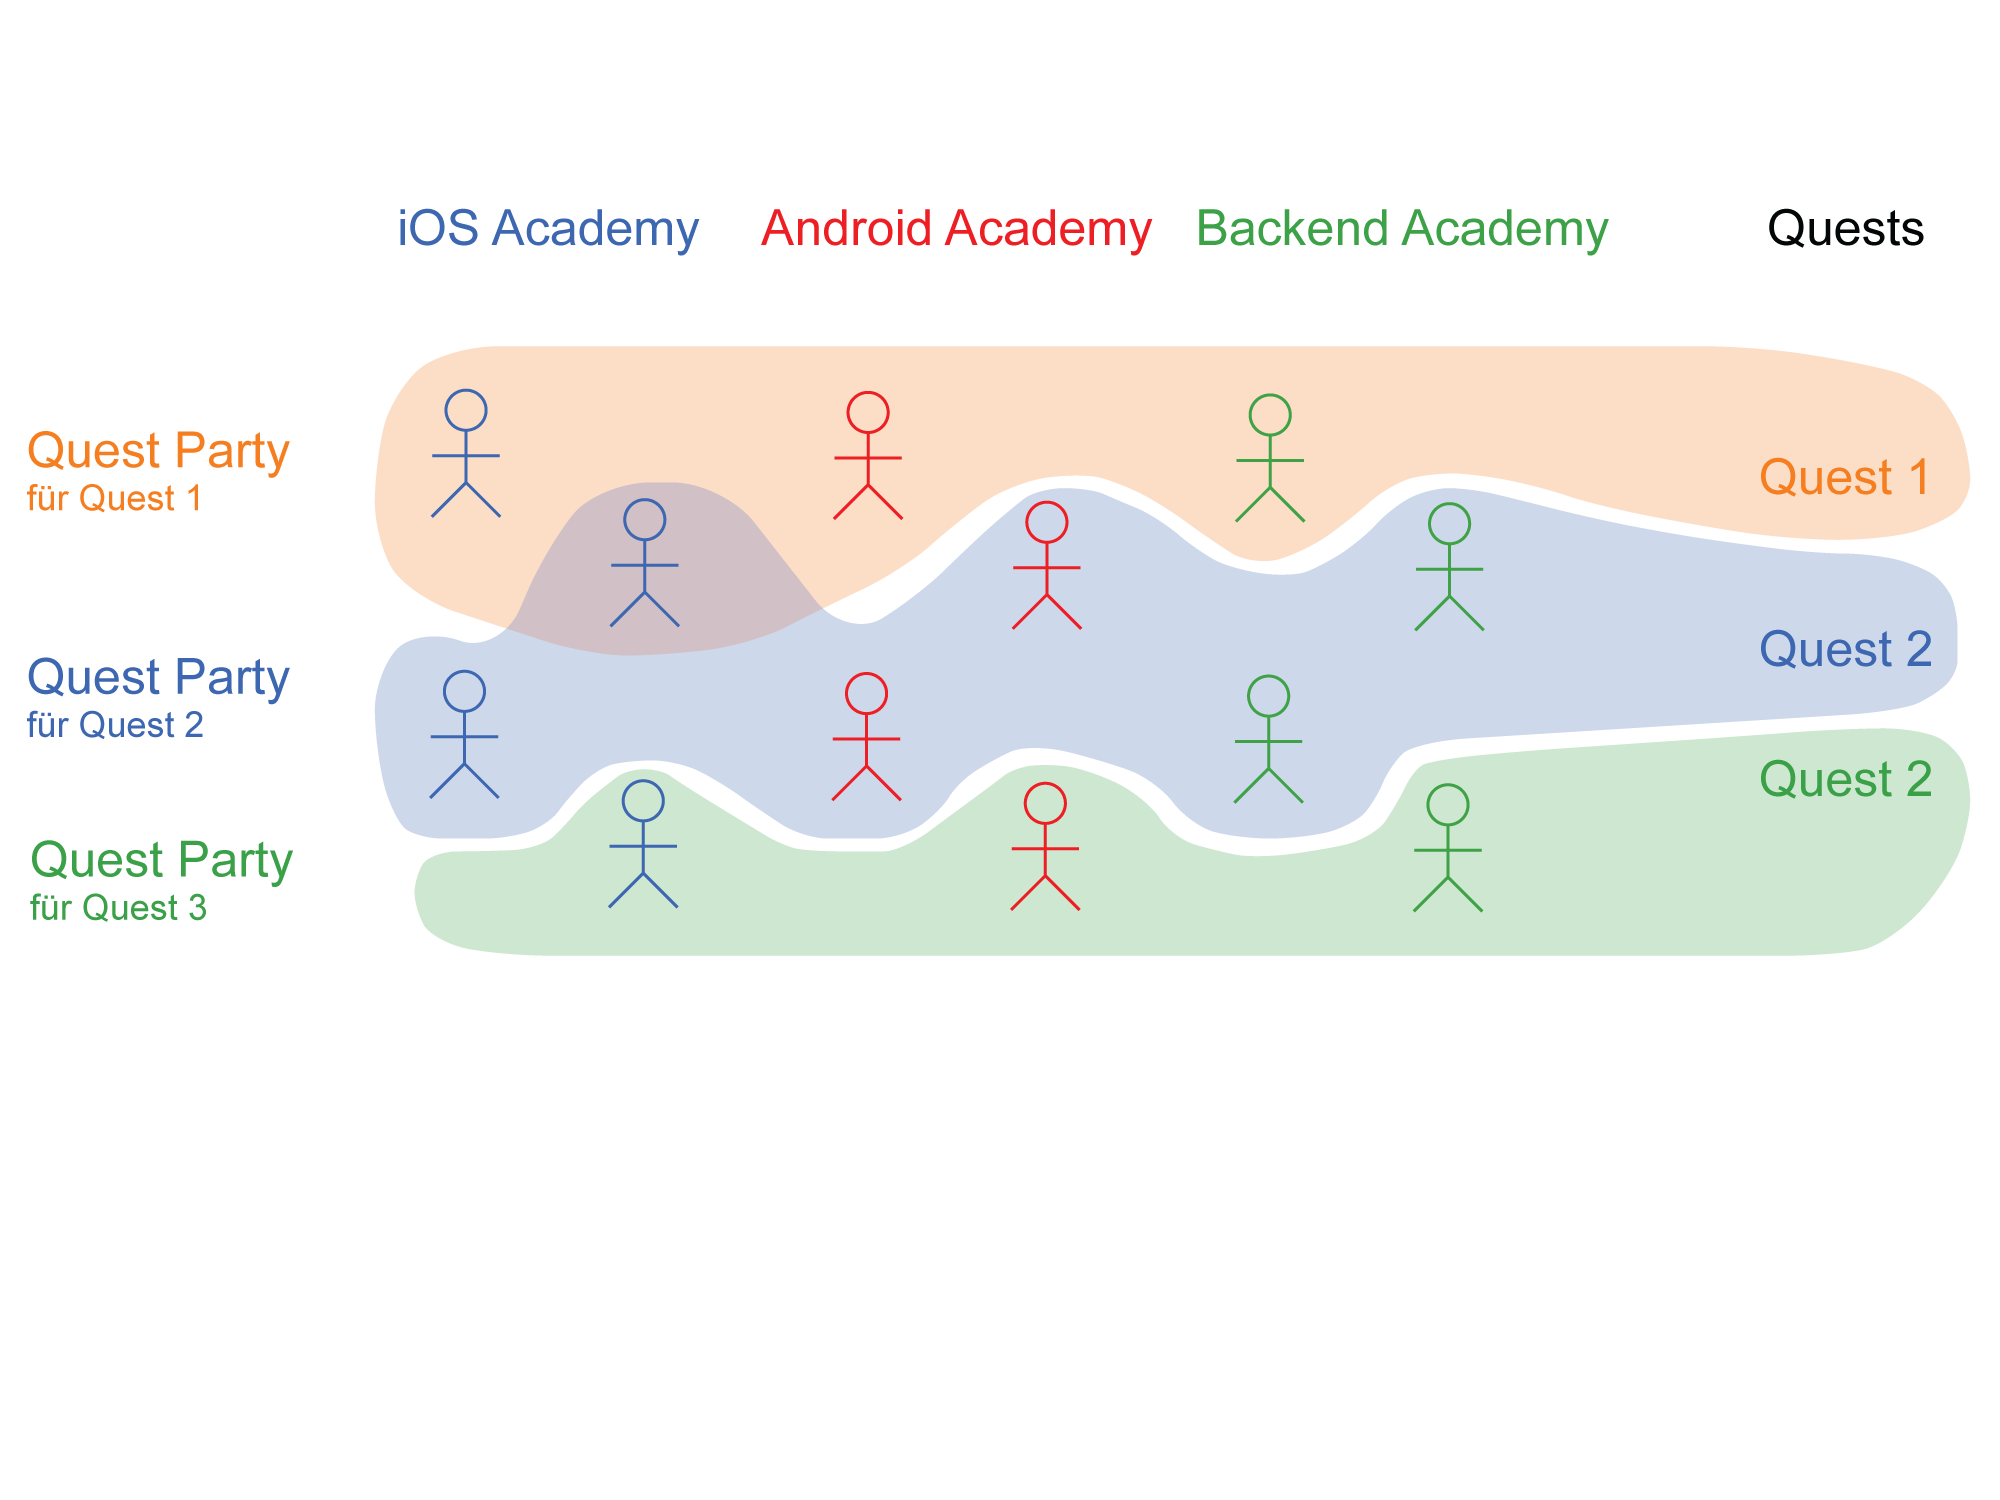 iOS Academy
Android Academy
Backend Academy
Quests
Quest Party
für Quest 1
Quest 1
Quest Party
für Quest 2
Quest 2
Quest 2
Quest Party
für Quest 3